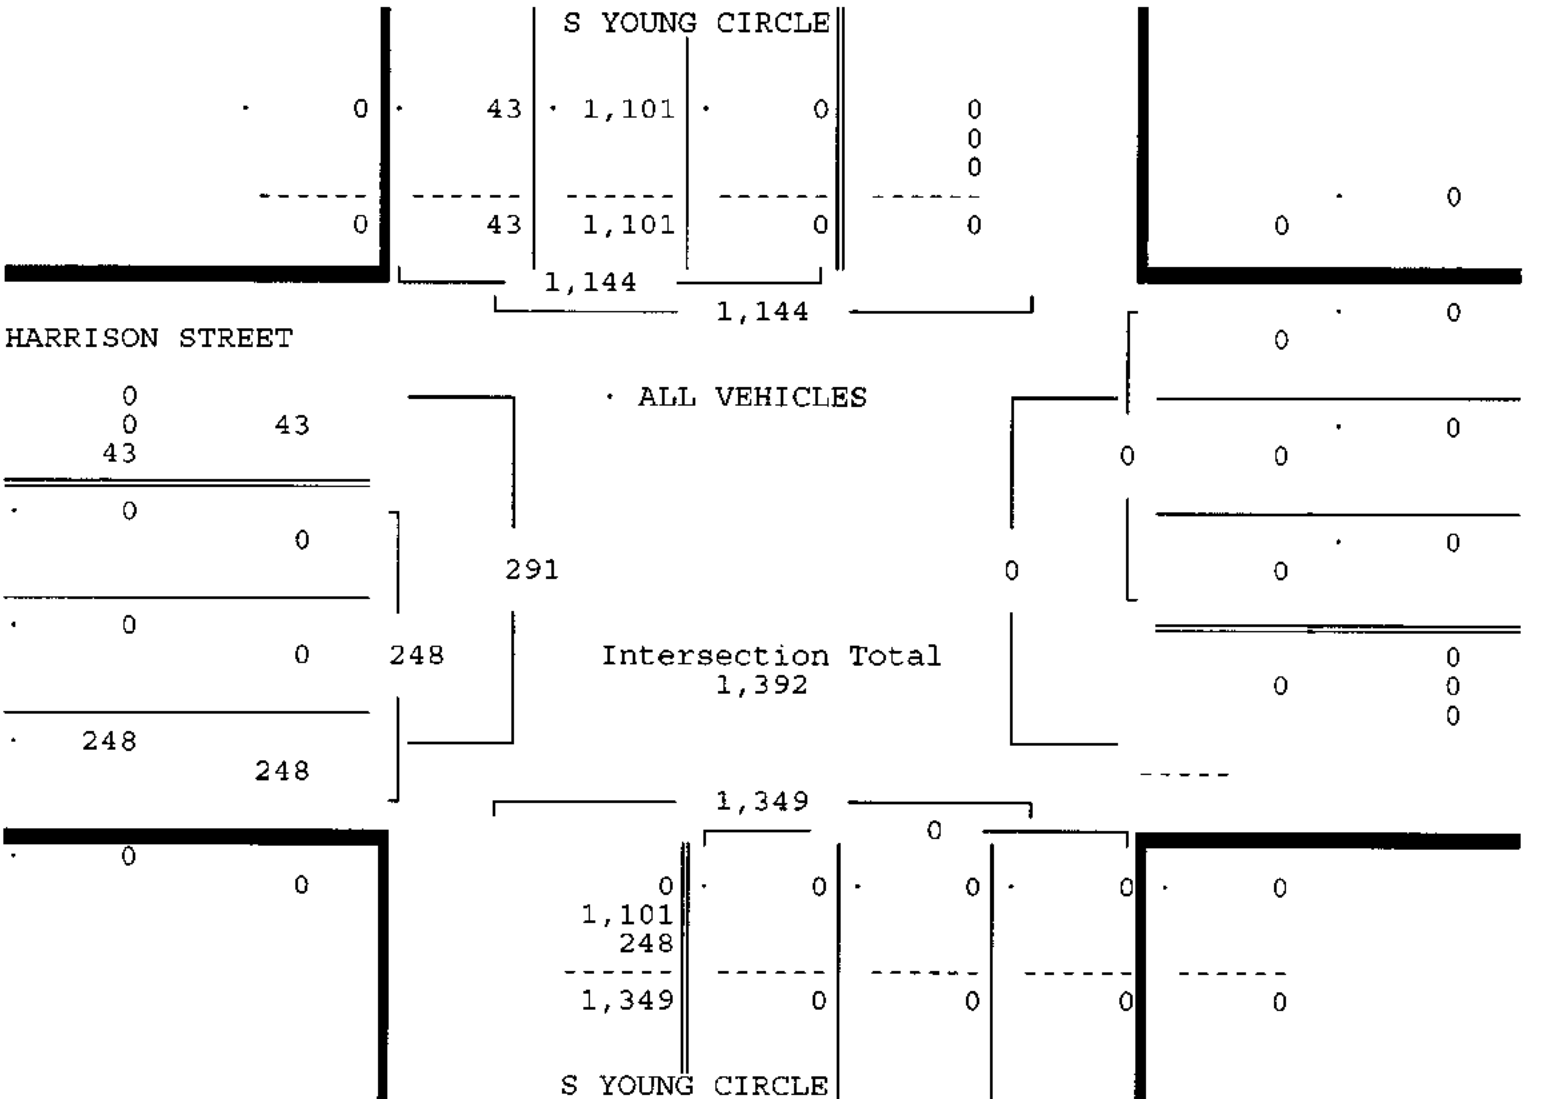 S YOUNG CIRCLE
· 0 · 43 · 1,101 · 0 0
0
0
------ ------ ------ ------ ------ · 0
0 43 1,101 0 0 0
1,144
1,144 · 0
HARRISON STREET 0
0 · ALL VEHICLES
0 43 · 0
43 0 0
· 0
0 · 0
291 0 0
· 0
0 248 Intersection Total 0
1,392 0 0
0
· 248
248 -----
1,349
0
· 0
0 0 · 0 · 0 · 0 · 0
1,101
248
------ ------ ------ ------ ------
1,349 0 0 0 0
S YOUNG CIRCLE